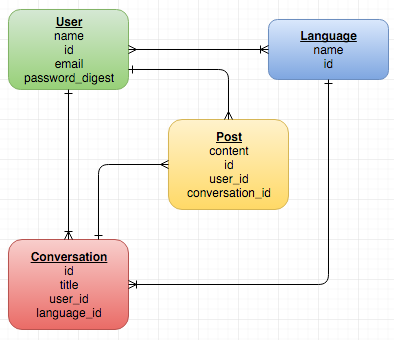 User
name
id
email
password_digest
Language
name
id
Post
content
id
user_id
conversation_id
Conversation
id
title
user_id
language_id